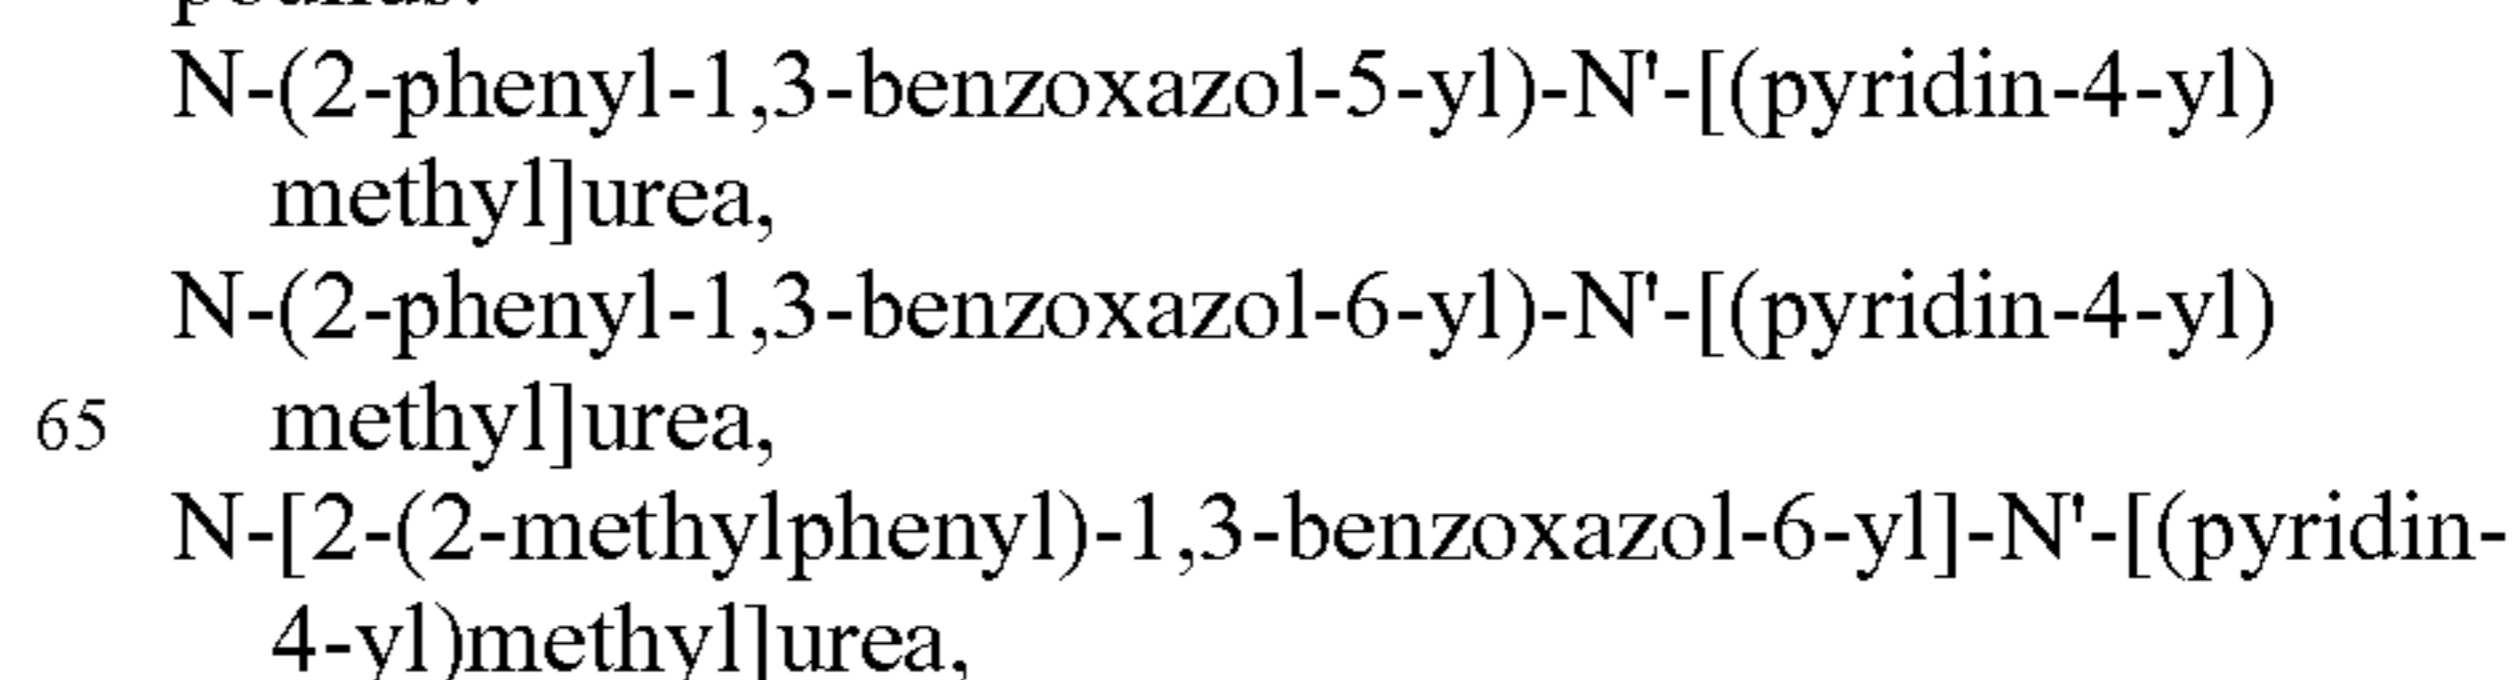 N-(2-phenyl-1,3-benzoxazol-5-yl)-N'-[(pyridin-4-yl)
methyl]urea,
N-(2-phenyl-1,3-benzoxazol-6-yl)-N'-[(pyridin-4-yl)
65 methyl]urea,
N-[2-(2-methylphenyl)-1,3-benzoxazol-6-yl]-N'-[(pyridin-
4-yl)methyl]urea,